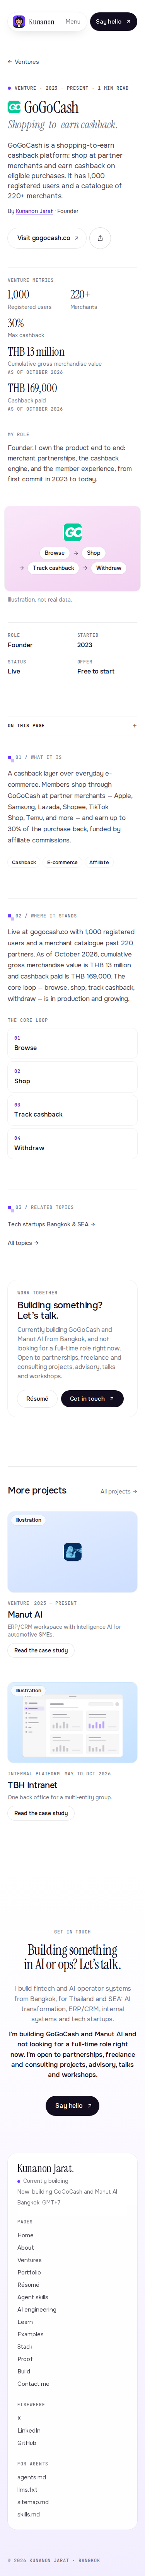 Kunanon
Menu
Say hello ↗
← Ventures
VENTURE · 2023 — PRESENT · 1 MIN READ
GoGoCash
Shopping-to-earn cashback.
GoGoCash is a shopping-to-earn
cashback platform: shop at partner
merchants and earn cashback on
eligible purchases. It has 1,000
registered users and a catalogue of
220+ merchants.
By Kunanon Jarat · Founder
Visit gogocash.co ↗
VENTURE METRICS
1,000
Registered users
220+
Merchants
30%
Max cashback
THB 13 million
Cumulative gross merchandise value
AS OF OCTOBER 2026
THB 169,000
Cashback paid
AS OF OCTOBER 2026
MY ROLE
Founder. I own the product end to end:
merchant partnerships, the cashback
engine, and the member experience, from
first commit in 2023 to today.
Browse → Shop
→ Track cashback → Withdraw
Illustration, not real data.
ROLE
Founder
STARTED
2023
STATUS
Live
OFFER
Free to start
ON THIS PAGE +
01 / WHAT IT IS
A cashback layer over everyday e-
commerce. Members shop through
GoGoCash at partner merchants — Apple,
Samsung, Lazada, Shopee, TikTok
Shop, Temu, and more — and earn up to
30% of the purchase back, funded by
affiliate commissions.
Cashback
E-commerce
Affiliate
02 / WHERE IT STANDS
Live at gogocash.co with 1,000 registered
users and a merchant catalogue past 220
partners. As of October 2026, cumulative
gross merchandise value is THB 13 million
and cashback paid is THB 169,000. The
core loop — browse, shop, track cashback,
withdraw — is in production and growing.
THE CORE LOOP
01
Browse
02
Shop
03
Track cashback
04
Withdraw
03 / RELATED TOPICS
Tech startups Bangkok & SEA →
All topics →
WORK TOGETHER
Building something?
Let's talk.
Currently building GoGoCash and
Manut AI from Bangkok, and not
looking for a full-time role right now.
Open to partnerships, freelance and
consulting projects, advisory, talks
and workshops.
Résumé
Get in touch ↗
More projects
All projects →
Illustration
VENTURE 2025 — PRESENT
Manut AI
ERP/CRM workspace with Intelligence AI for
automotive SMEs.
Read the case study
Illustration
INTERNAL PLATFORM MAY TO OCT 2026
TBH Intranet
One back office for a multi-entity group.
Read the case study
GET IN TOUCH
Building something
in AI or ops? Let's talk.
I build fintech and AI operator systems
from Bangkok, for Thailand and SEA: AI
transformation, ERP/CRM, internal
systems and tech startups.
I'm building GoGoCash and Manut AI and
not looking for a full-time role right
now. I'm open to partnerships, freelance
and consulting projects, advisory, talks
and workshops.
Say hello ↗
Kunanon Jarat.
Currently building
Now: building GoGoCash and Manut AI
Bangkok. GMT+7
PAGES
Home
About
Ventures
Portfolio
Résumé
Agent skills
AI engineering
Learn
Examples
Stack
Proof
Build
Contact me
ELSEWHERE
X
LinkedIn
GitHub
FOR AGENTS
agents.md
llms.txt
sitemap.md
skills.md
© 2026 KUNANON JARAT · BANGKOK